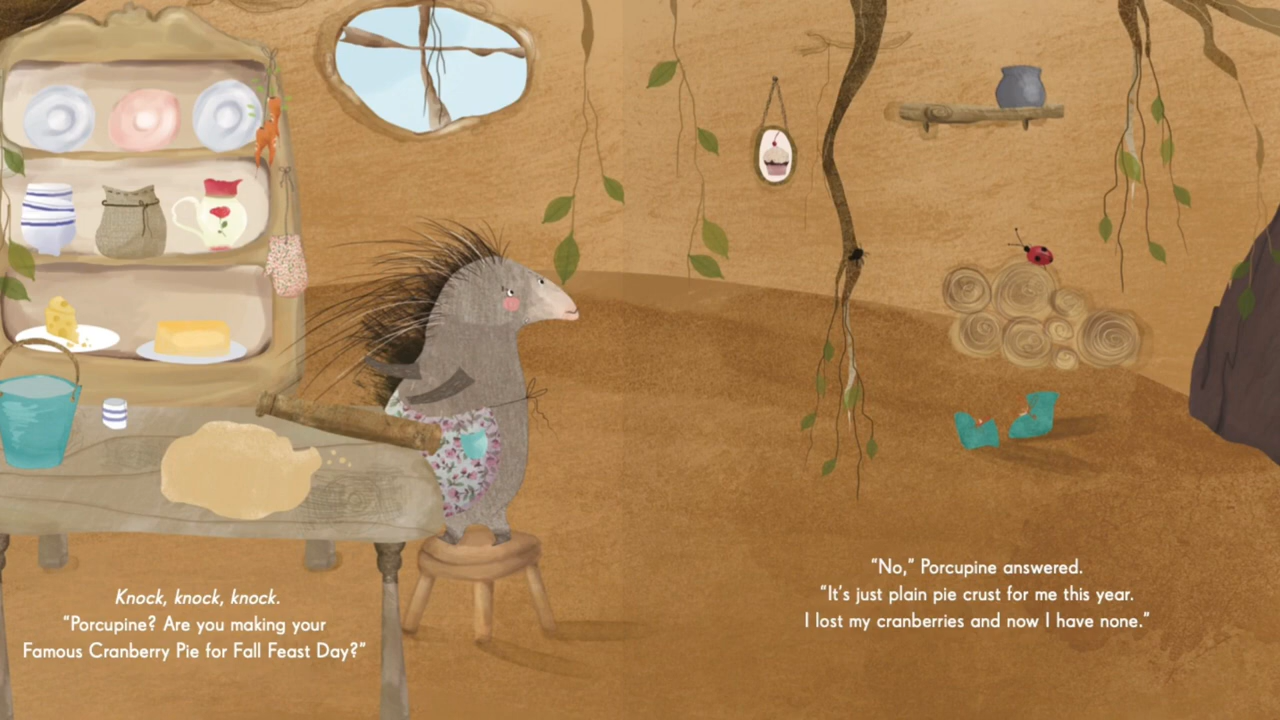 Knock, knock, knock.
“Porcupine? Are you making your
Famous Cranberry Pie for Fall Feast Day?”
“No,” Porcupine answered.
“It’s just plain pie crust for me this year.
I lost my cranberries and now I have none.”